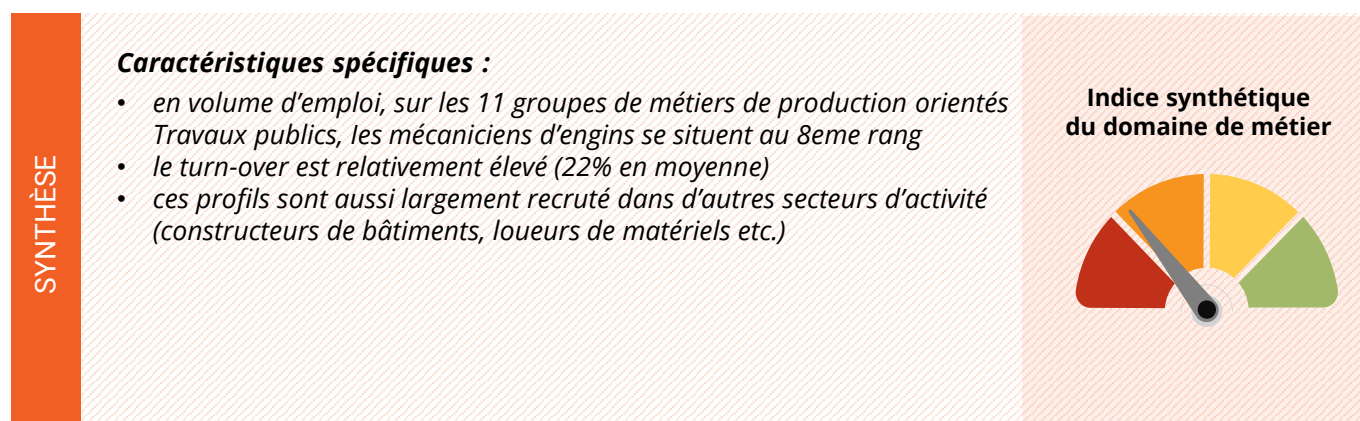 SYNTHÈSE
Caractéristiques spécifiques :
• en volume d’emploi, sur les 11 groupes de métiers de production orientés
Travaux publics, les mécaniciens d’engins se situent au 8eme rang
• le turn-over est relativement élevé (22% en moyenne)
• ces profils sont aussi largement recruté dans d’autres secteurs d’activité
(constructeurs de bâtiments, loueurs de matériels etc.)
Indice synthétique
du domaine de métier